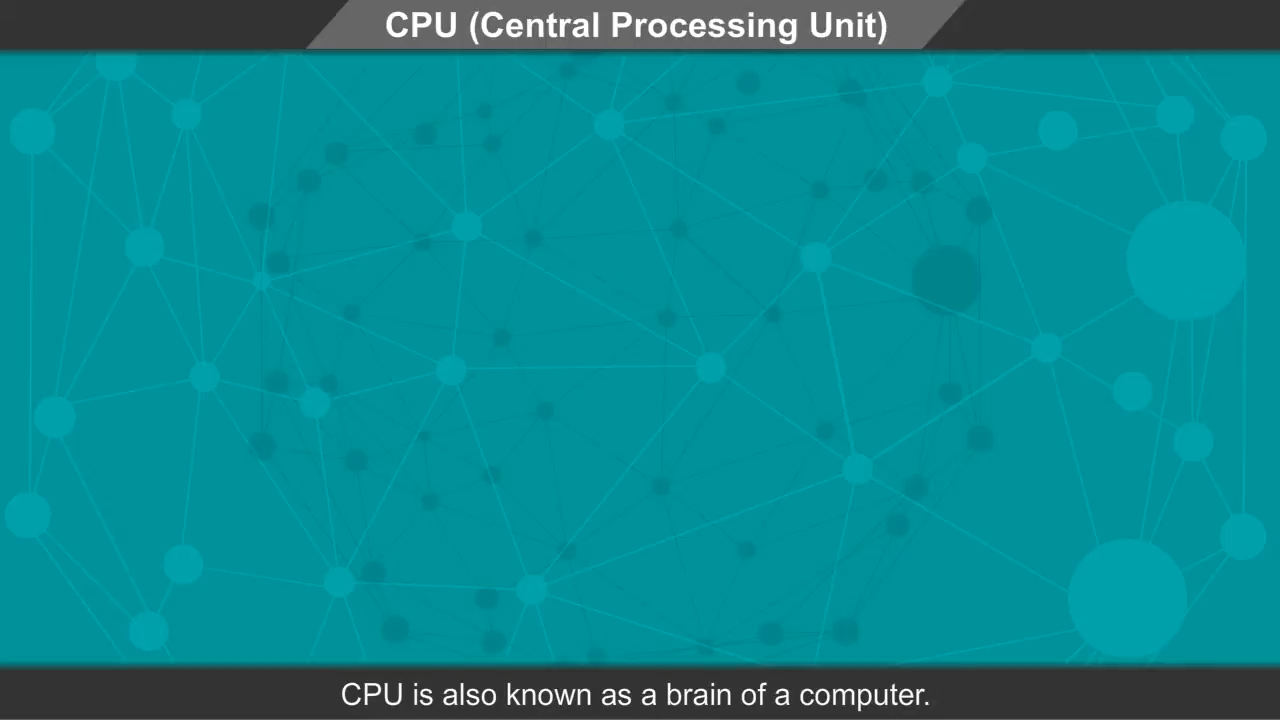 CPU (Central Processing Unit)
CPU is also known as a brain of a computer.